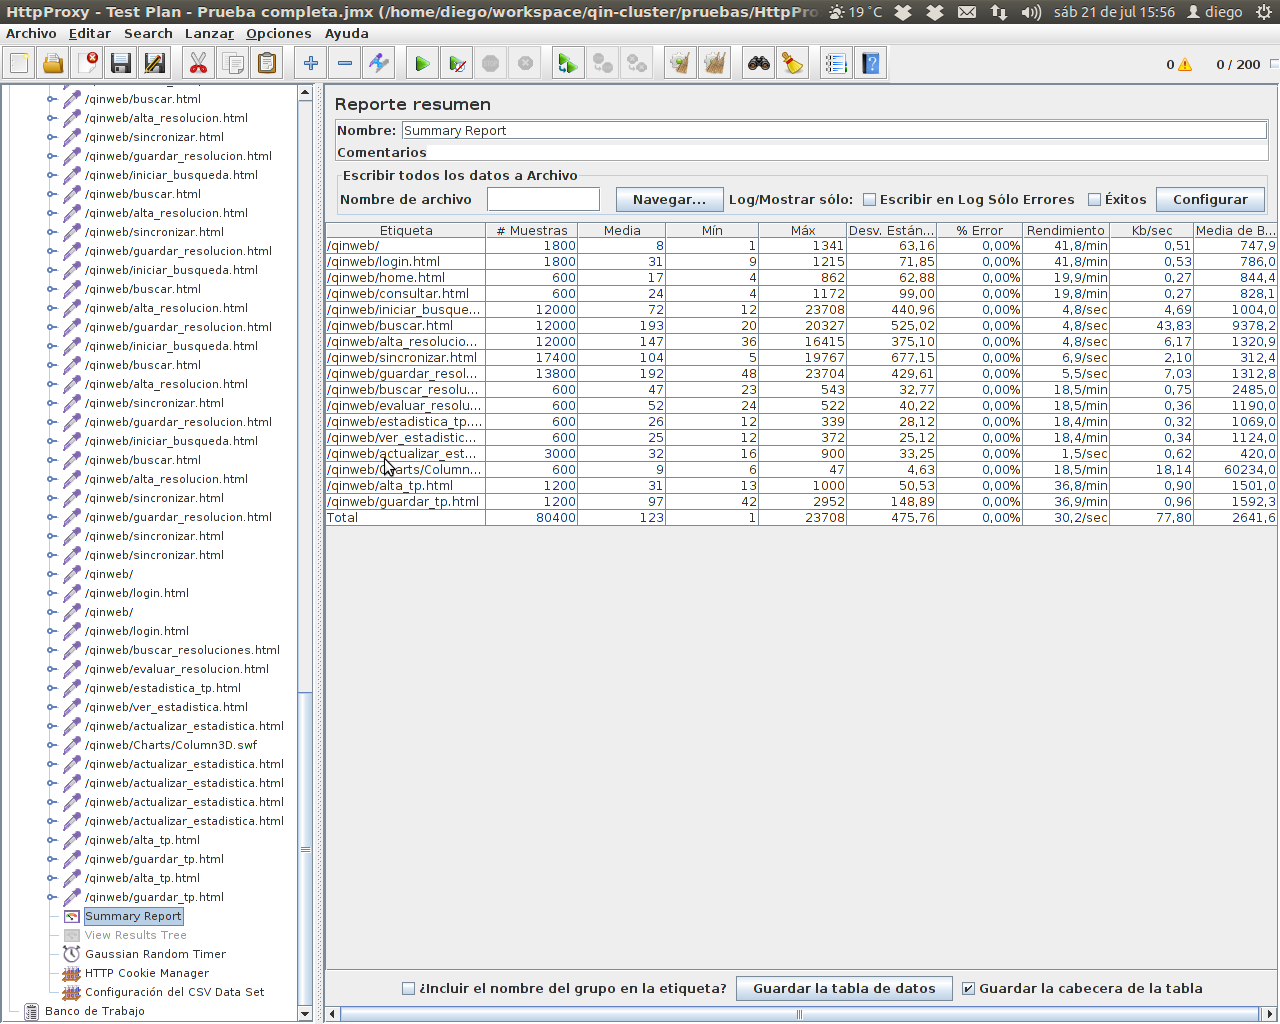 HttpProxy - Test Plan - Prueba completa.jmx (/home/diego/workspace/qin-cluster/pruebas/HttpPro 19 °C sáb 21 de jul 15:56 diego
Archivo Editar Search Lanzar Opciones Ayuda
0 0 / 200
/qinweb/buscar.html
/qinweb/alta_resolucion.html
/qinweb/sincronizar.html
/qinweb/guardar_resolucion.html
/qinweb/iniciar_busqueda.html
/qinweb/buscar.html
/qinweb/alta_resolucion.html
/qinweb/sincronizar.html
/qinweb/guardar_resolucion.html
/qinweb/iniciar_busqueda.html
/qinweb/buscar.html
/qinweb/alta_resolucion.html
/qinweb/guardar_resolucion.html
/qinweb/iniciar_busqueda.html
/qinweb/buscar.html
/qinweb/alta_resolucion.html
/qinweb/sincronizar.html
/qinweb/guardar_resolucion.html
/qinweb/iniciar_busqueda.html
/qinweb/buscar.html
/qinweb/alta_resolucion.html
/qinweb/sincronizar.html
/qinweb/guardar_resolucion.html
/qinweb/sincronizar.html
/qinweb/sincronizar.html
/qinweb/
/qinweb/login.html
/qinweb/
/qinweb/login.html
/qinweb/buscar_resoluciones.html
/qinweb/evaluar_resolucion.html
/qinweb/estadistica_tp.html
/qinweb/ver_estadistica.html
/qinweb/actualizar_estadistica.html
/qinweb/Charts/Column3D.swf
/qinweb/actualizar_estadistica.html
/qinweb/actualizar_estadistica.html
/qinweb/actualizar_estadistica.html
/qinweb/actualizar_estadistica.html
/qinweb/alta_tp.html
/qinweb/guardar_tp.html
/qinweb/alta_tp.html
/qinweb/guardar_tp.html
Summary Report
View Results Tree
Gaussian Random Timer
HTTP Cookie Manager
Configuración del CSV Data Set
Banco de Trabajo
Reporte resumen
Nombre: Summary Report
Comentarios
Escribir todos los datos a Archivo
Nombre de archivo Navegar... Log/Mostrar sólo: Escribir en Log Sólo Errores Éxitos Configurar
Etiqueta # Muestras Media Mín Máx Desv. Están... % Error Rendimiento Kb/sec Media de B...
/qinweb/ 1800 8 1 1341 63,16 0,00% 41,8/min 0,51 747,9
/qinweb/login.html 1800 31 9 1215 71,85 0,00% 41,8/min 0,53 786,0
/qinweb/home.html 600 17 4 862 62,88 0,00% 19,9/min 0,27 844,4
/qinweb/consultar.html 600 24 4 1172 99,00 0,00% 19,8/min 0,27 828,1
/qinweb/iniciar_busque... 12000 72 12 23708 440,96 0,00% 4,8/sec 4,69 1004,0
/qinweb/buscar.html 12000 193 20 20327 525,02 0,00% 4,8/sec 43,83 9378,2
/qinweb/alta_resolucio... 12000 147 36 16415 375,10 0,00% 4,8/sec 6,17 1320,9
/qinweb/sincronizar.html 17400 104 5 19767 677,15 0,00% 6,9/sec 2,10 312,4
/qinweb/guardar_resol... 13800 192 48 23704 429,61 0,00% 5,5/sec 7,03 1312,8
/qinweb/buscar_resolu... 600 47 23 543 32,77 0,00% 18,5/min 0,75 2485,0
/qinweb/evaluar_resolu... 600 52 24 522 40,22 0,00% 18,5/min 0,36 1190,0
/qinweb/estadistica_tp.... 600 26 12 339 28,12 0,00% 18,4/min 0,32 1069,0
/qinweb/ver_estadistic... 600 25 12 372 25,12 0,00% 18,4/min 0,34 1124,0
/qinweb/actualizar_est... 3000 32 16 900 33,25 0,00% 1,5/sec 0,62 420,0
/qinweb/Charts/Column... 600 9 6 47 4,63 0,00% 18,5/min 18,14 60234,0
/qinweb/alta_tp.html 1200 31 13 1000 50,53 0,00% 36,8/min 0,90 1501,0
/qinweb/guardar_tp.html 1200 97 42 2952 148,89 0,00% 36,9/min 0,96 1592,3
Total 80400 123 1 23708 475,76 0,00% 30,2/sec 77,80 2641,6
¿Incluir el nombre del grupo en la etiqueta? Guardar la tabla de datos Guardar la cabecera de la tabla